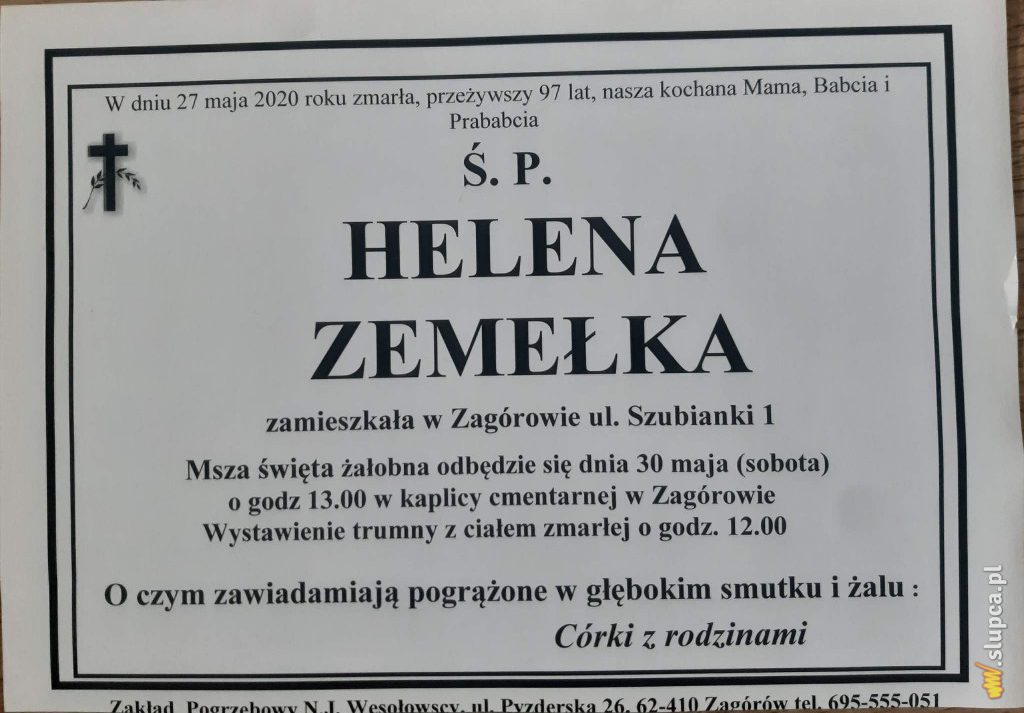 W dniu 27 maja 2020 roku zmarła, przeżywszy 97 lat, nasza kochana Mama, Babcia i
Prababcia
Ś. P.
HELENA
ZEMEŁKA
zamieszkała w Zagórowie ul. Szubianki 1
Msza święta żałobna odbędzie się dnia 30 maja (sobota)
o godz 13.00 w kaplicy cmentarnej w Zagórowie
Wystawienie trumny z ciałem zmarłej o godz. 12.00
O czym zawiadamiają pogrążone w głębokim smutku i żalu :
Córki z rodzinami
Zakład Pogrzebowy N.J. Wesołowscy, ul. Pyzderska 26, 62-410 Zagórów tel. 695-555-051
.slupca.pl